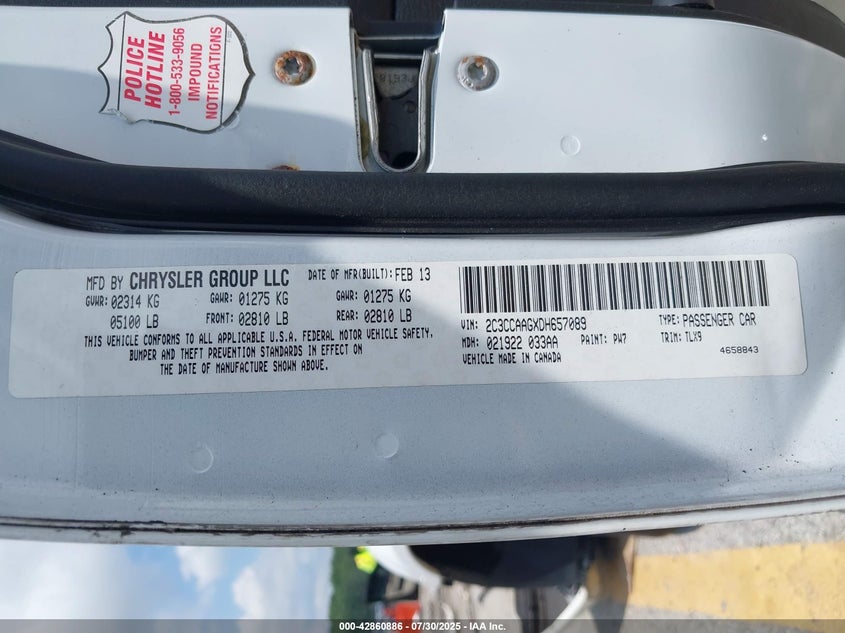 POLICE
HOTLINE
1-800-533-9056
IMPOUND
NOTIFICATIONS
MFD BY CHRYSLER GROUP LLC
DATE OF MFR(BUILT): FEB 13
GVWR: 02314 KG
GAWR: 01275 KG
GAWR: 01275 KG
05100 LB
FRONT: 02810 LB
REAR: 02810 LB
THIS VEHICLE CONFORMS TO ALL APPLICABLE U.S.A. FEDERAL MOTOR VEHICLE SAFETY,
BUMPER AND THEFT PREVENTION STANDARDS IN EFFECT ON
THE DATE OF MANUFACTURE SHOWN ABOVE.
VIN: 2C3CCAAGXDH657089
TYPE: PASSENGER CAR
MDH: 021922 033AA
PAINT: PW7
TRIM: TLX9
VEHICLE MADE IN CANADA
4658843
000-42860886 - 07/30/2025 - IAA Inc.